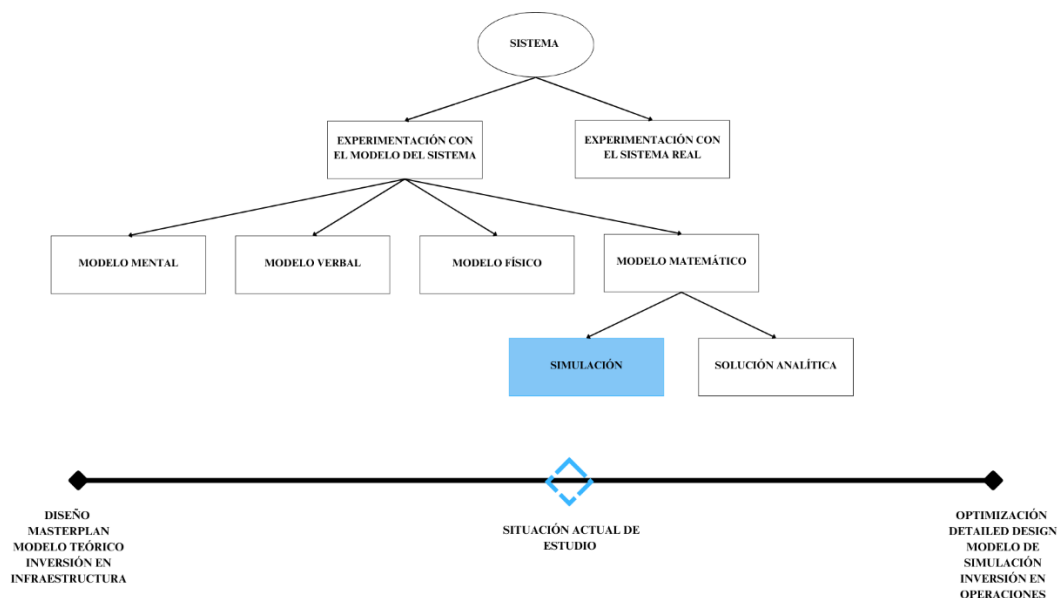 SISTEMA
EXPERIMENTACIÓN CON
EL MODELO DEL SISTEMA
EXPERIMENTACIÓN CON
EL SISTEMA REAL
MODELO MENTAL
MODELO VERBAL
MODELO FÍSICO
MODELO MATEMÁTICO
SIMULACIÓN
SOLUCIÓN ANALÍTICA
DISEÑO
MASTERPLAN
MODELO TEÓRICO
INVERSIÓN EN
INFRAESTRUCTURA
SITUACIÓN ACTUAL DE
ESTUDIO
OPTIMIZACIÓN
DETAILED DESIGN
MODELO DE
SIMULACIÓN
INVERSIÓN EN
OPERACIONES